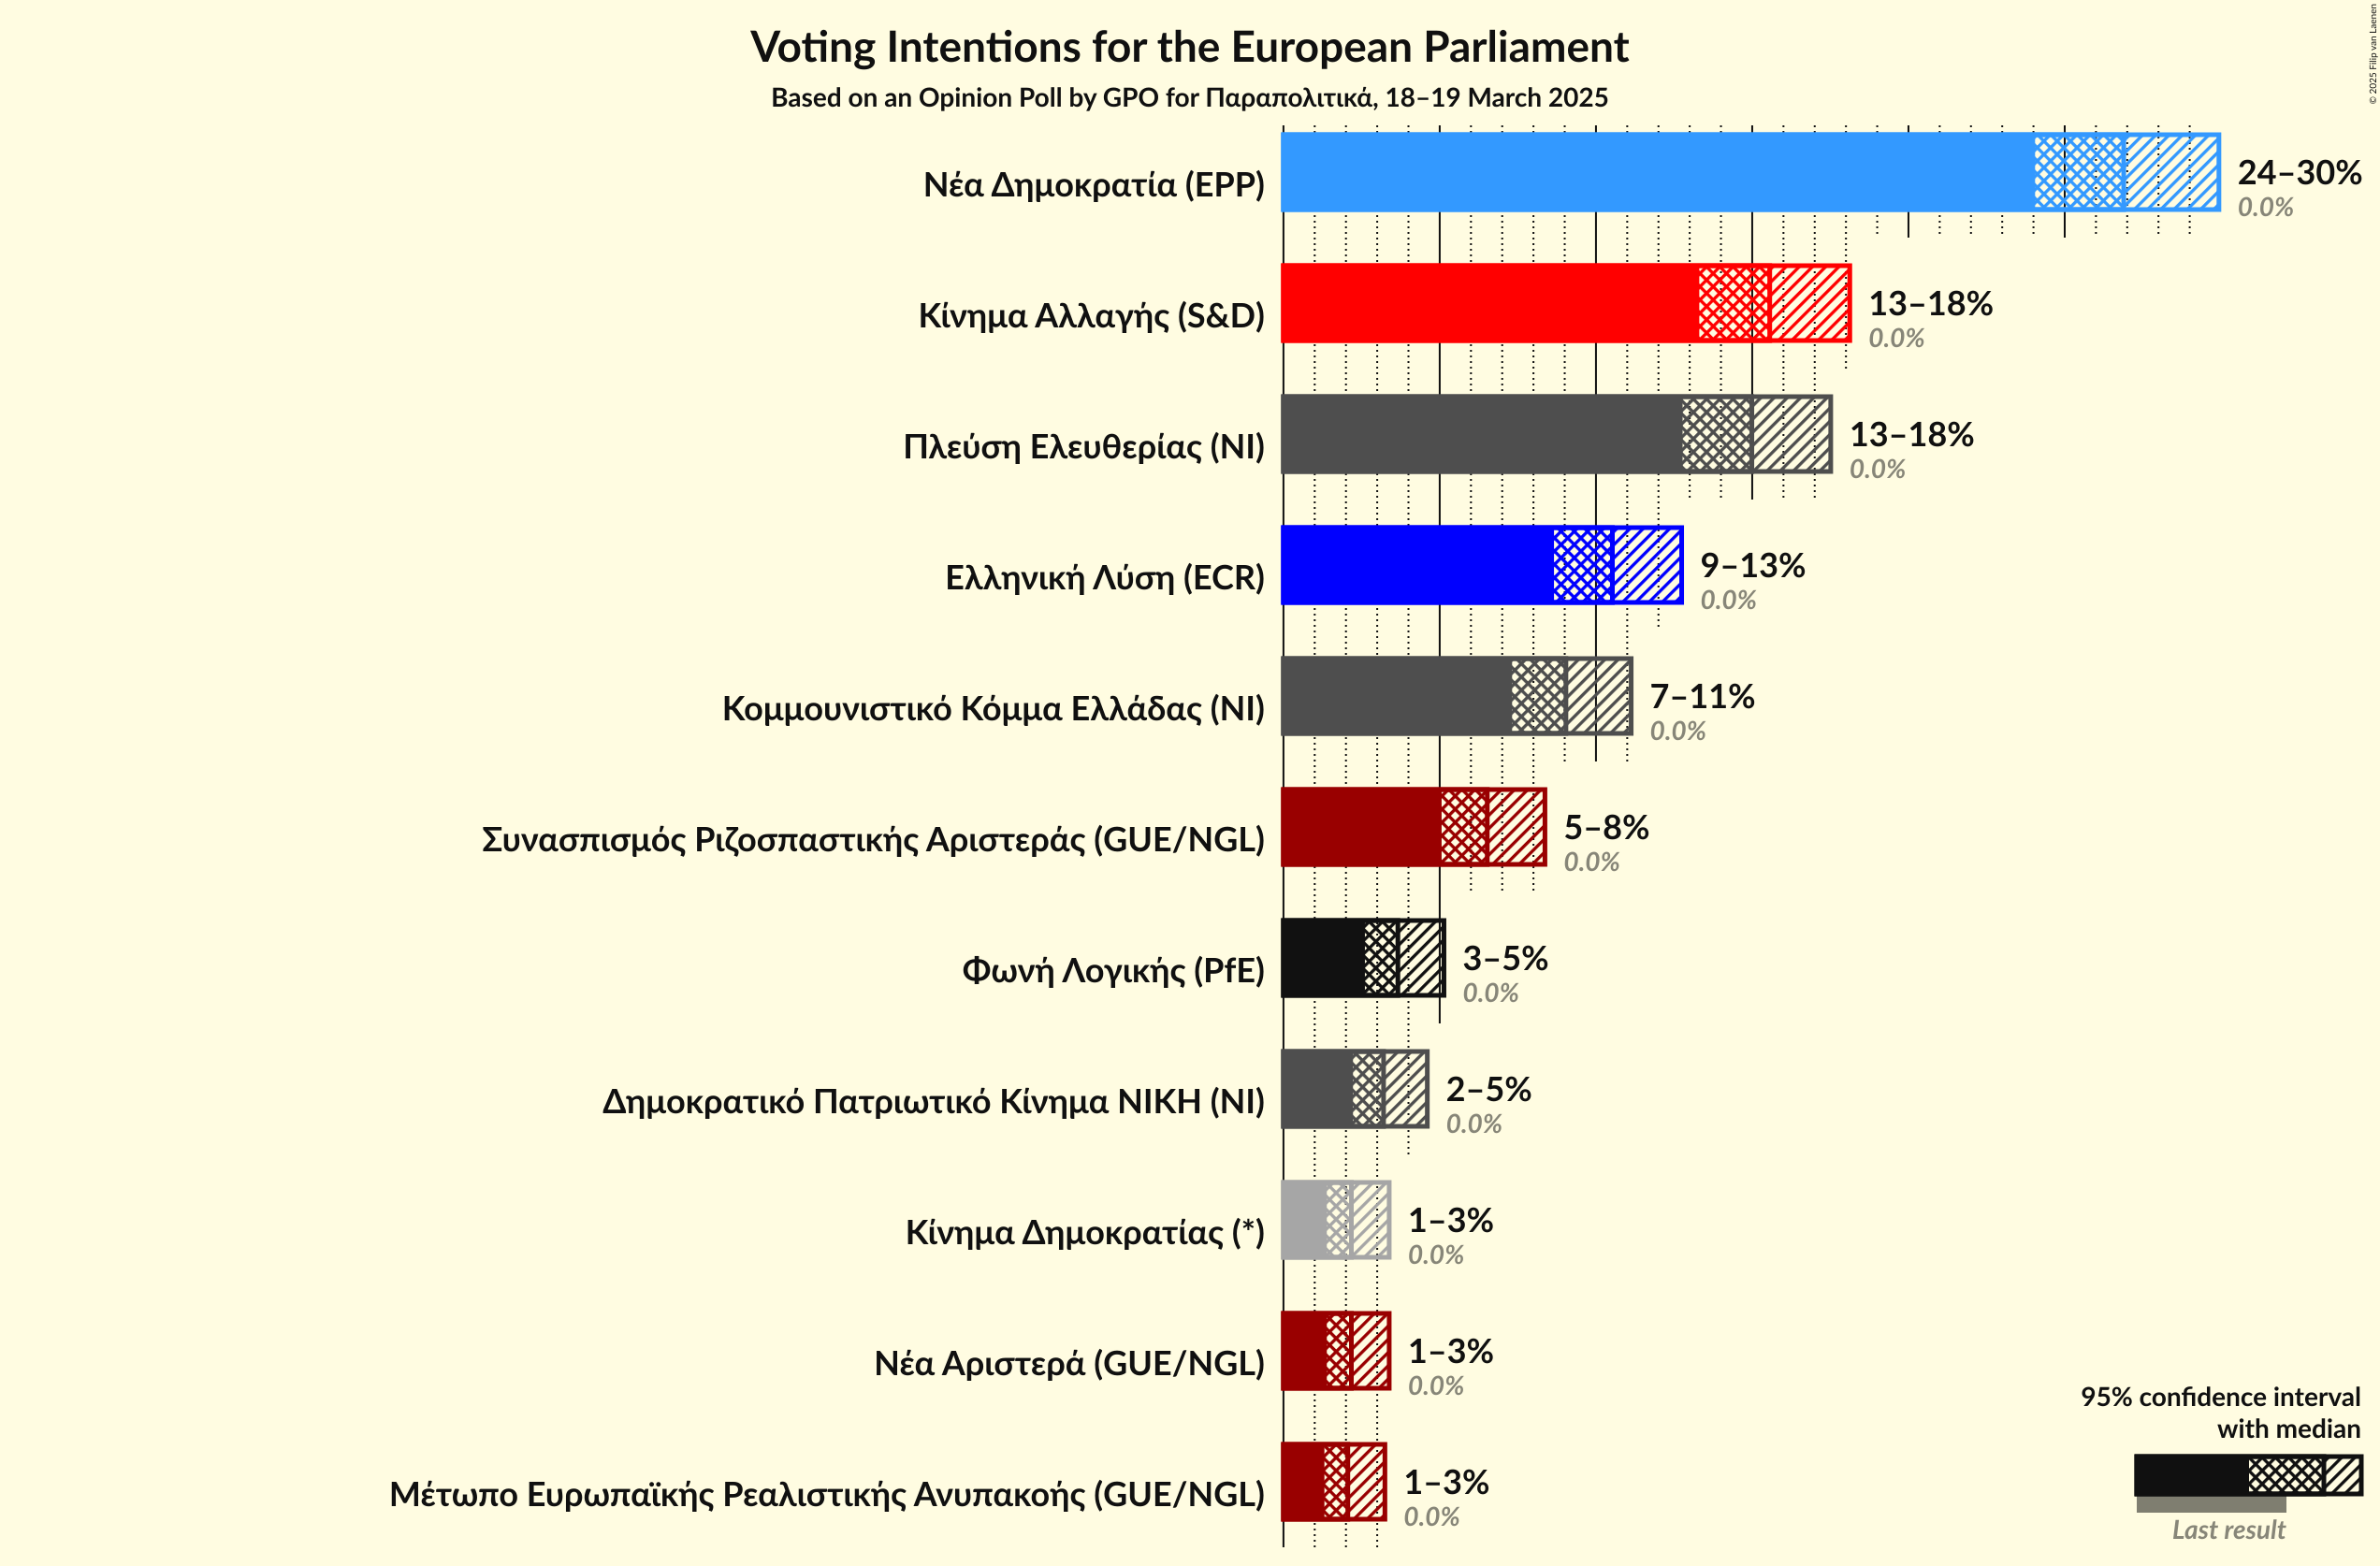 Voting Intentions for the European Parliament
Based on an Opinion Poll by GPO for Παραπολιτικά, 18–19 March 2025
© 2025 Filip van Laenen
Νέα Δημοκρατία (EPP)
24–30%
0.0%
Κίνημα Αλλαγής (S&D)
13–18%
0.0%
Πλεύση Ελευθερίας (NI)
13–18%
0.0%
Ελληνική Λύση (ECR)
9–13%
0.0%
Κομμουνιστικό Κόμμα Ελλάδας (NI)
7–11%
0.0%
Συνασπισμός Ριζοσπαστικής Αριστεράς (GUE/NGL)
5–8%
0.0%
Φωνή Λογικής (PfE)
3–5%
0.0%
Δημοκρατικό Πατριωτικό Κίνημα ΝΙΚΗ (NI)
2–5%
0.0%
Κίνημα Δημοκρατίας (*)
1–3%
0.0%
Νέα Αριστερά (GUE/NGL)
1–3%
0.0%
Μέτωπο Ευρωπαϊκής Ρεαλιστικής Ανυπακοής (GUE/NGL)
1–3%
0.0%
95% confidence interval
with median
Last result